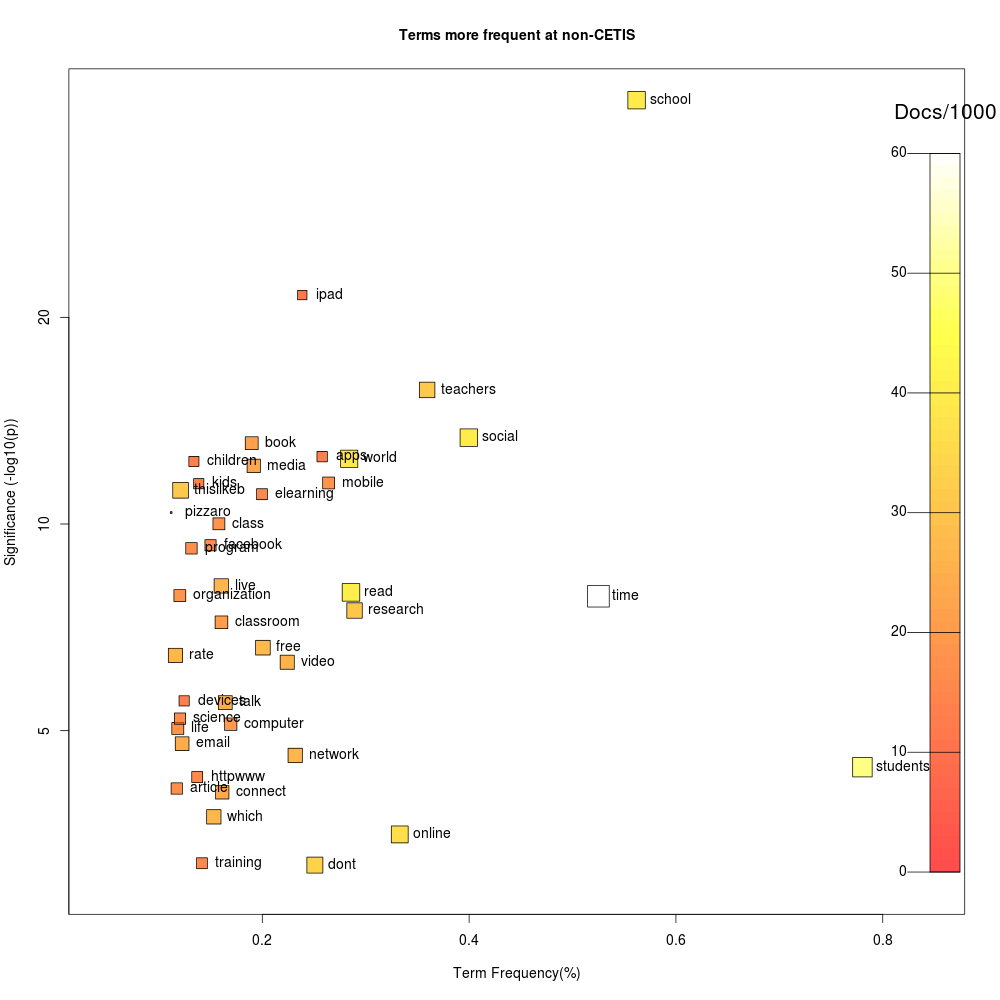 Terms more frequent at non-CETIS
school
Docs/1000
60
50
ipad
20
teachers
40
social
book
apps
world
children
media
kids
mobile
thislikeb
elearning
pizzaro
30
class
10
facebook
program
live
read
organization
time
research
classroom
20
free
rate
video
devices
talk
science
computer
life
5
email
network
10
students
httpwww
article
connect
which
online
training
dont
0
Significance (-log10(p))
0.2
0.4
0.6
0.8
Term Frequency(%)